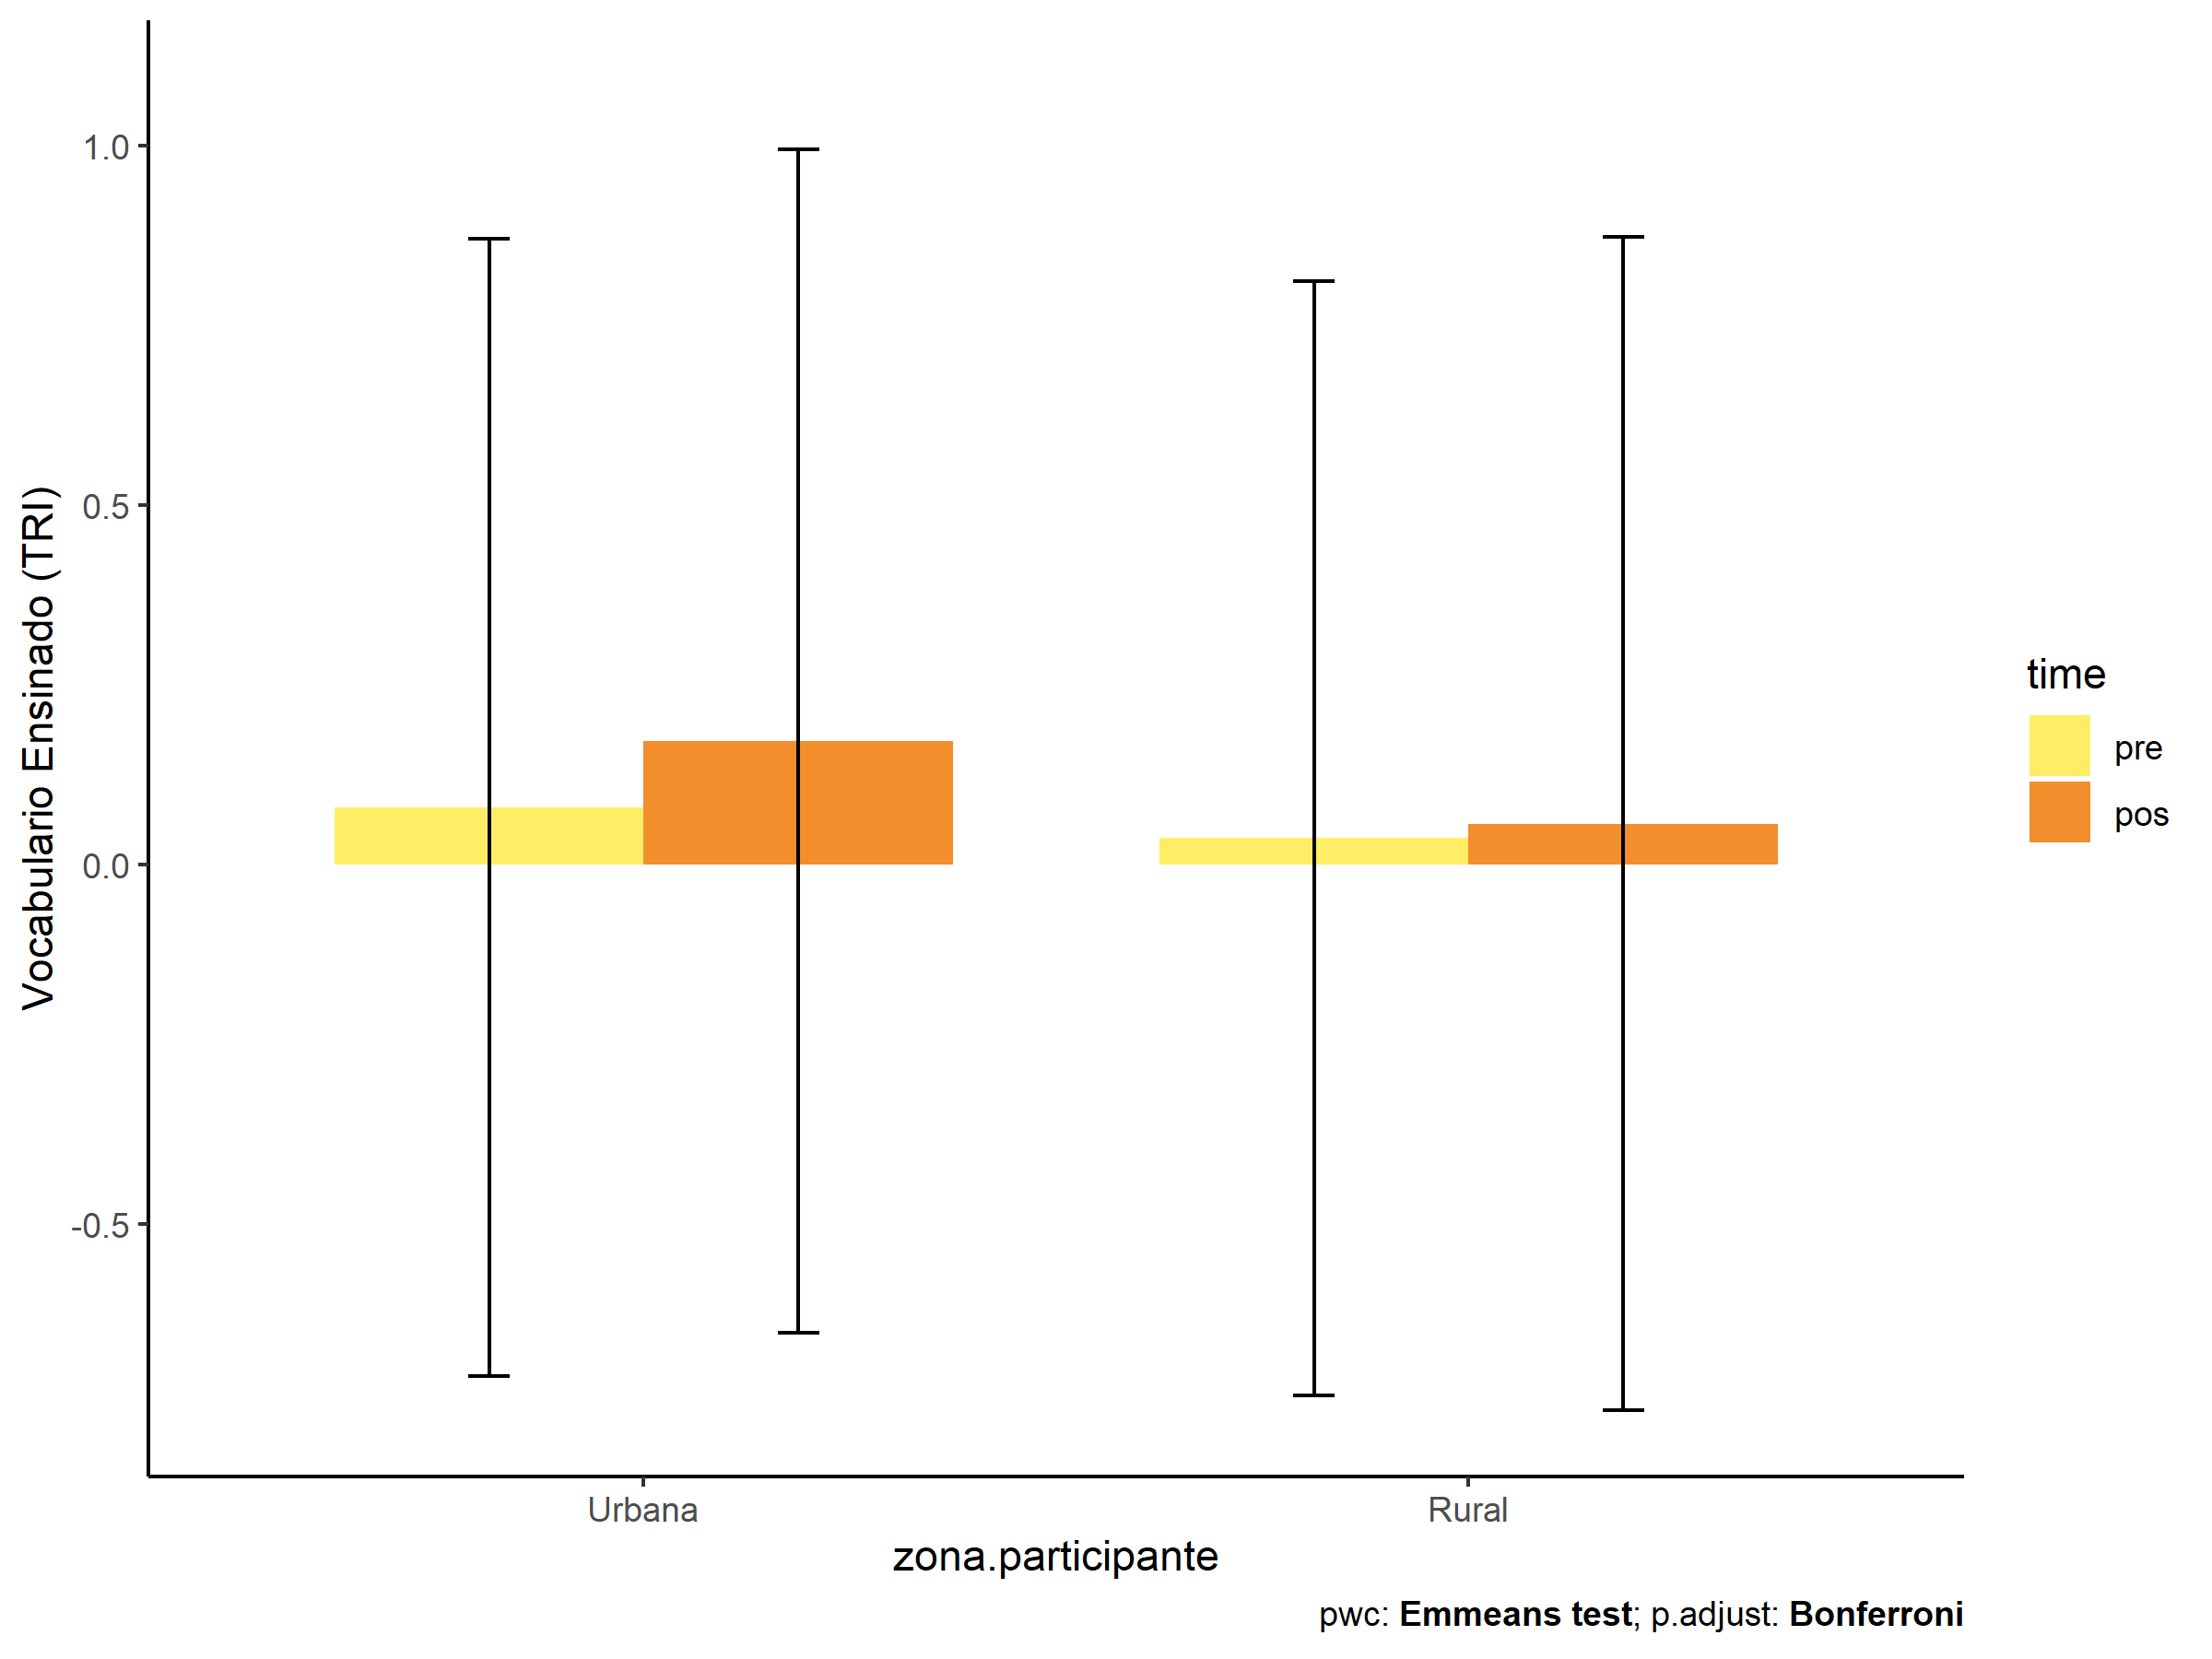 Vocabulario Ensinado (TRI)
1.0
0.5
0.0
-0.5
Urbana
Rural
zona.participante
time
pre
pos
pwc: Emmeans test; p.adjust: Bonferroni